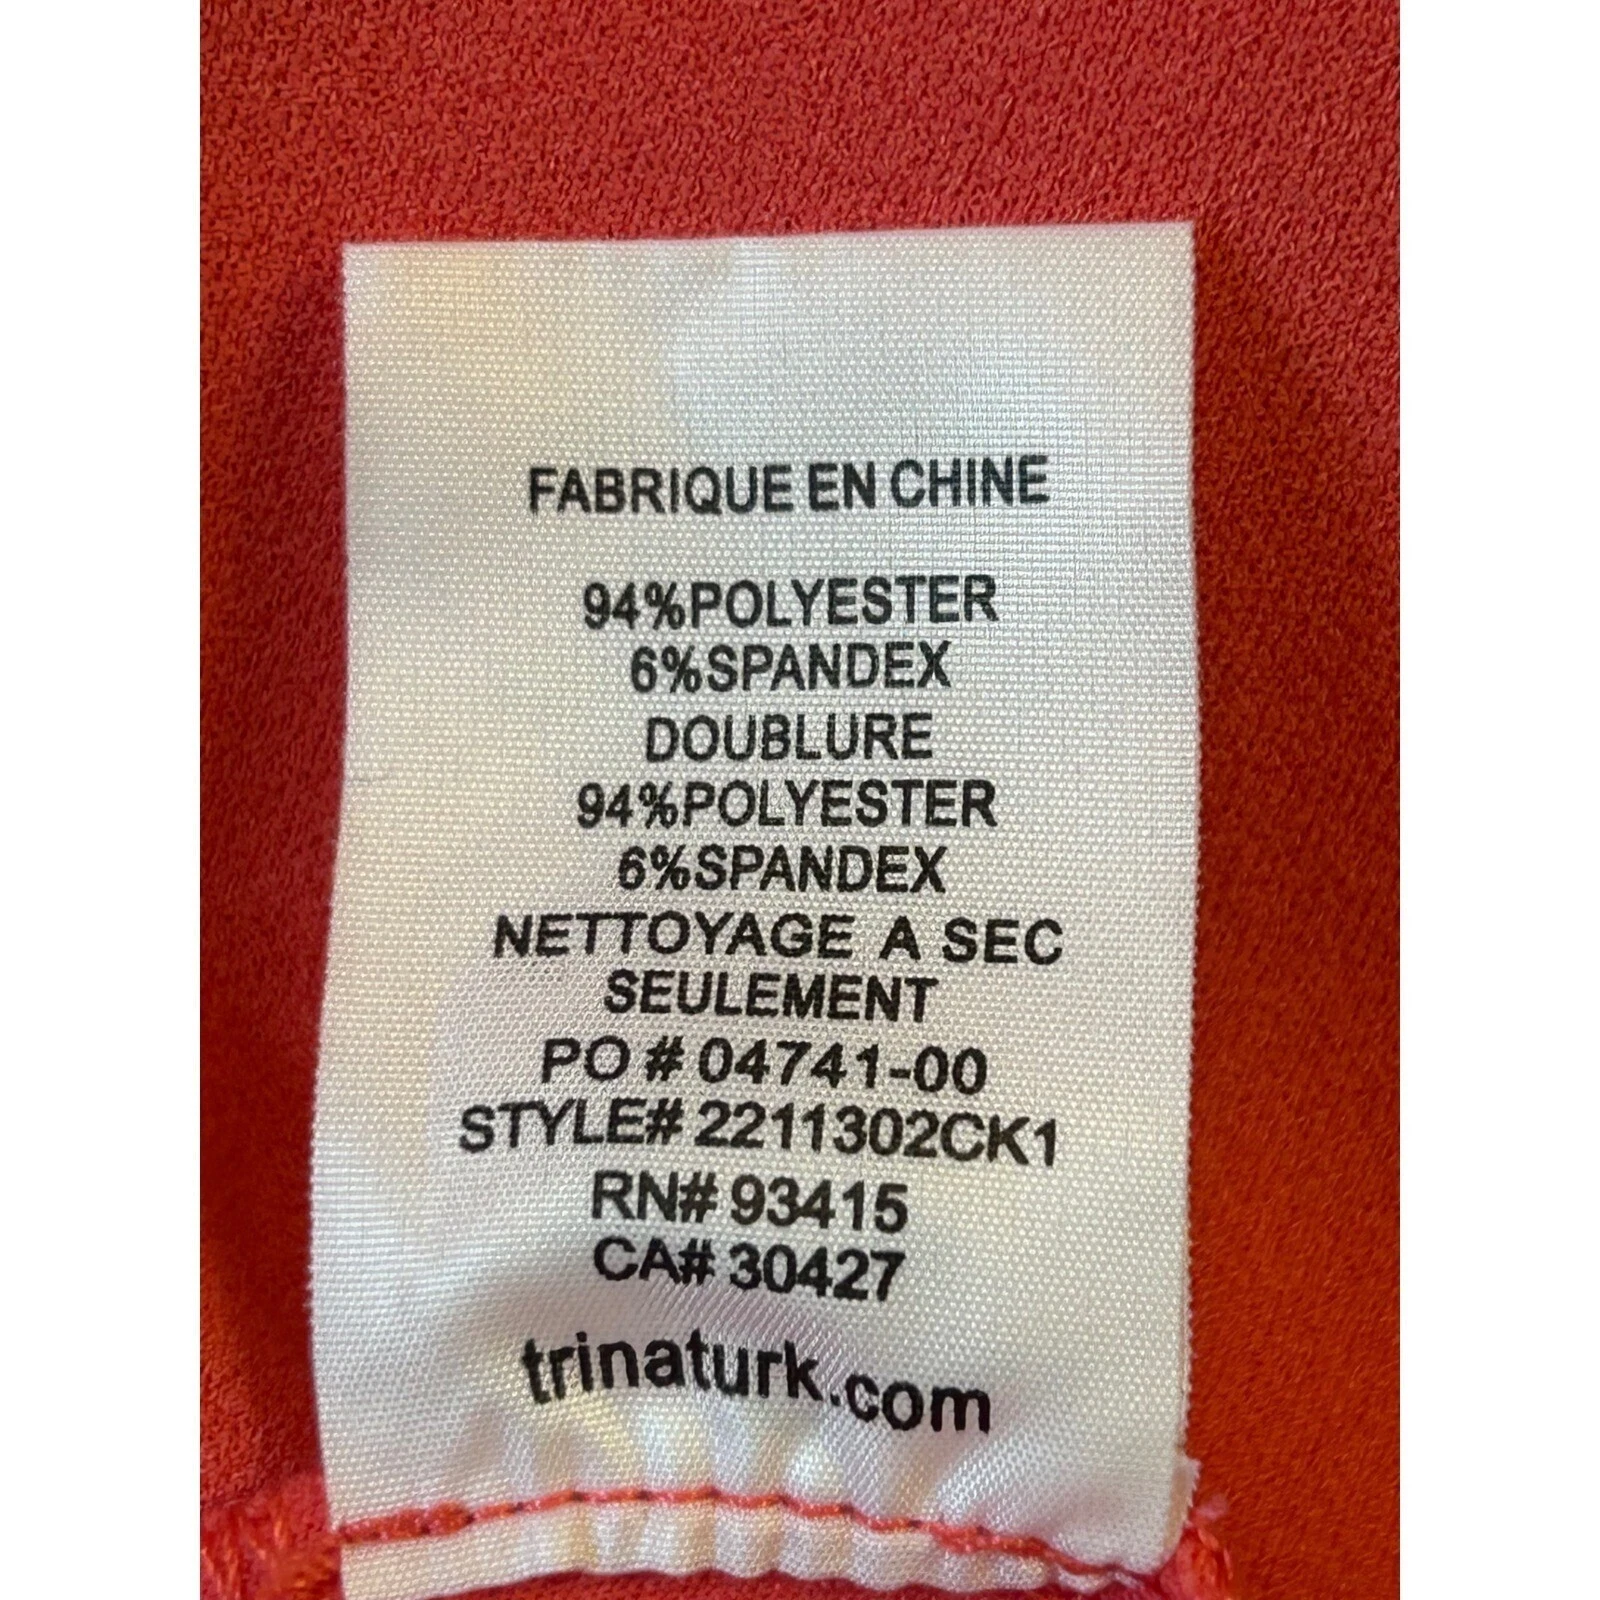 FABRIQUE EN CHINE
94%POLYESTER
6%SPANDEX
DOUBLURE
94%POLYESTER
6%SPANDEX
NETTOYAGE A SEC
SEULEMENT
PO # 04741-00
STYLE# 2211302CK1
RN# 93415
CA# 30427
trinaturk.com